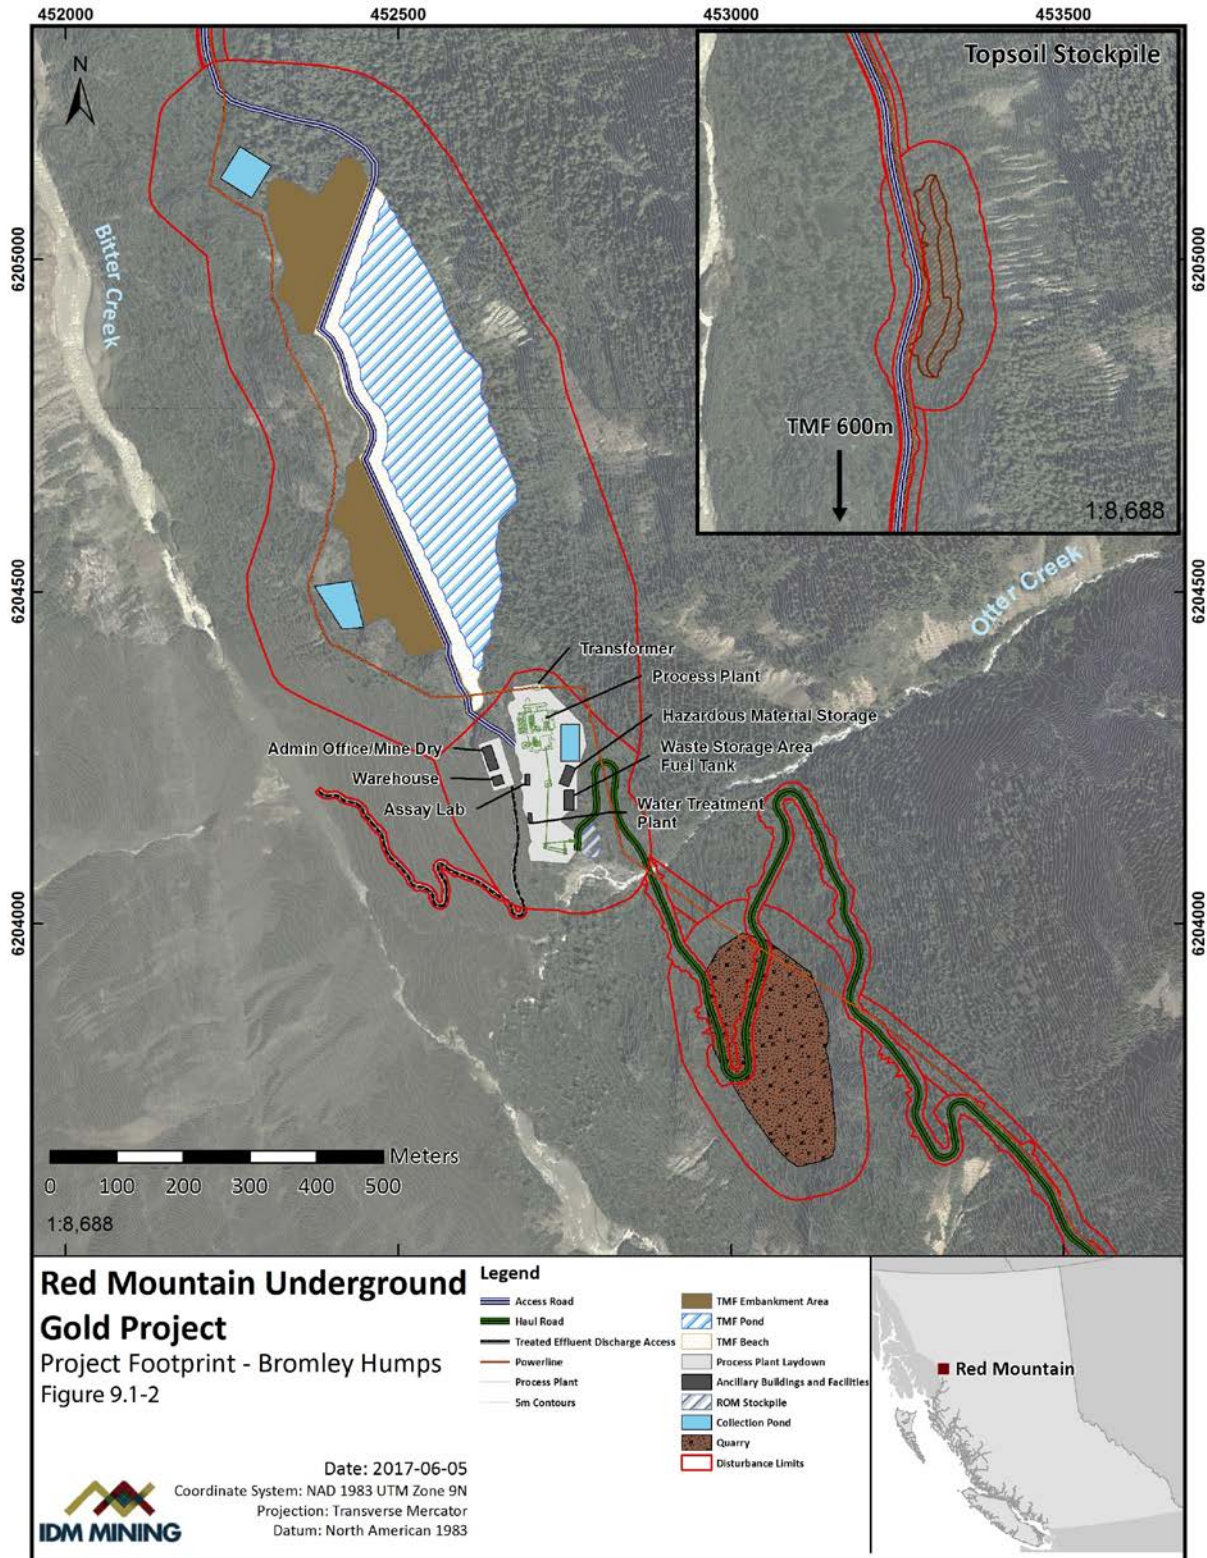 452000
452500
453000
453500
N
Topsoil Stockpile
TMF 600m
1:8,688
6205000
6205000
Bitter Creek
6204500
6204500
Otter Creek
Transformer
Process Plant
Hazardous Material Storage
Admin Office/Mine Dry
Waste Storage Area
Fuel Tank
Warehouse
Assay Lab
Water Treatment
Plant
6204000
6204000
Meters
0 100 200 300 400 500
1:8,688
Red Mountain Underground
Gold Project
Project Footprint - Bromley Humps
Figure 9.1-2
Date: 2017-06-05
Coordinate System: NAD 1983 UTM Zone 9N
Projection: Transverse Mercator
Datum: North American 1983
IDM MINING
Legend
Access Road
Haul Road
Treated Effluent Discharge Access
Powerline
Process Plant
5m Contours
TMF Embankment Area
TMF Pond
TMF Beach
Process Plant Laydown
Ancillary Buildings and Facilities
ROM Stockpile
Collection Pond
Quarry
Disturbance Limits
Red Mountain